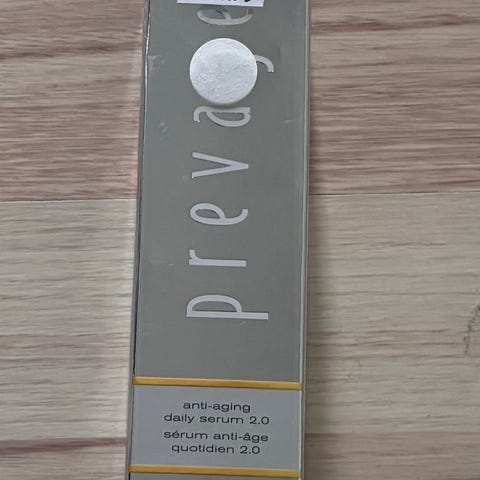 prevage
anti-aging
daily serum 2.0
sérum anti-âge
quotidien 2.0